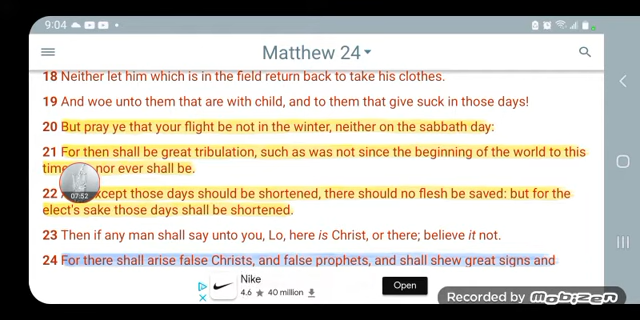 9:04
Matthew 24
18 Neither let him which is in the field return back to take his clothes.
19 And woe unto them that are with child, and to them that give suck in those days!
20 But pray ye that your flight be not in the winter, neither on the sabbath day:
21 For then shall be great tribulation, such as was not since the beginning of the world to this
time, nor ever shall be.
22 except those days should be shortened, there should no flesh be saved: but for the
elect's sake those days shall be shortened.
07:52
23 Then if any man shall say unto you, Lo, here is Christ, or there; believe it not.
24 For there shall arise false Christs, and false prophets, and shall shew great signs and
Nike
4.6 ★ 40 million
Open
Recorded by Mobizen